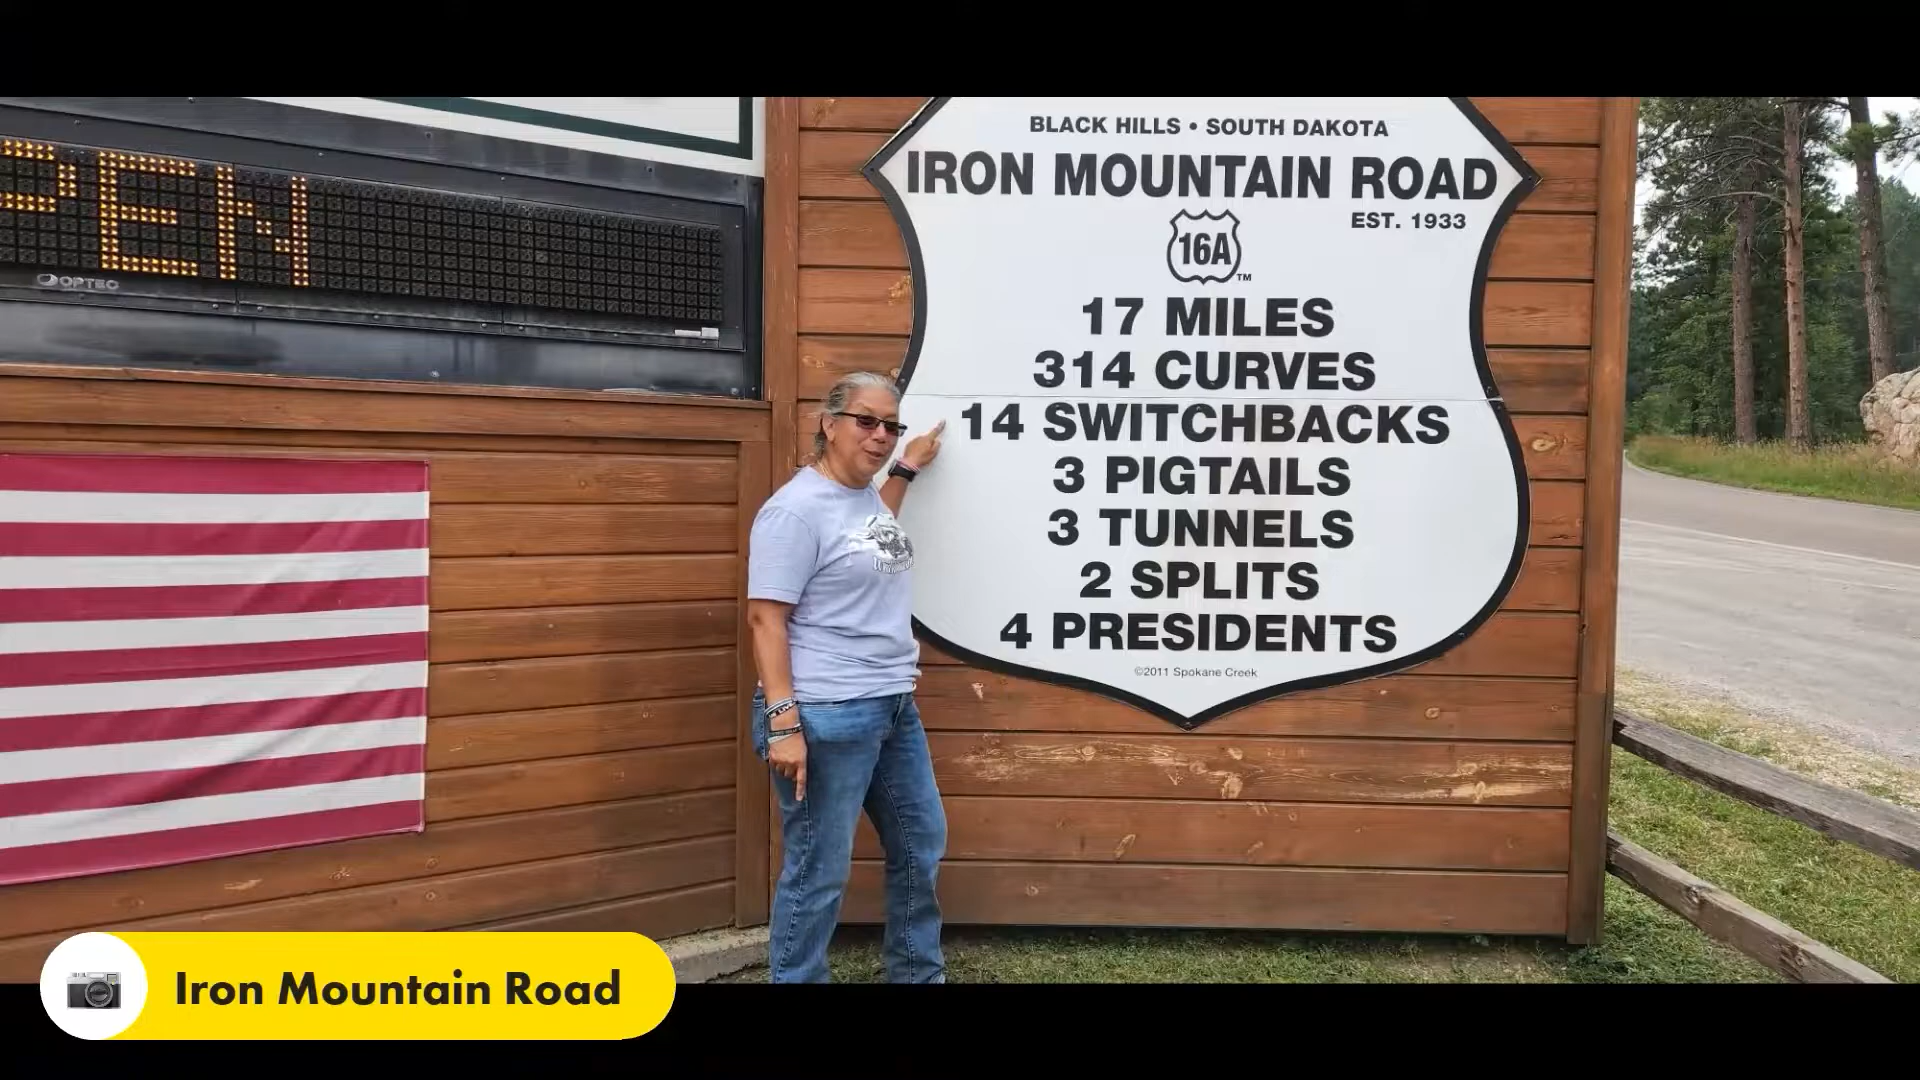 PEN
OPTEC
BLACK HILLS • SOUTH DAKOTA
IRON MOUNTAIN ROAD
EST. 1933
16A
TM
17 MILES
314 CURVES
14 SWITCHBACKS
3 PIGTAILS
3 TUNNELS
2 SPLITS
4 PRESIDENTS
©2011 Spokane Creek
Iron Mountain Road